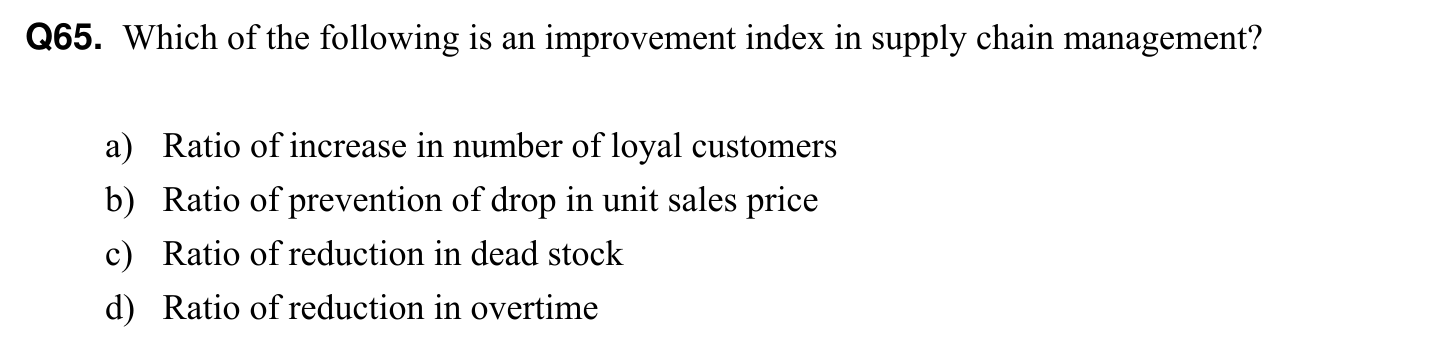 Q65. Which of the following is an improvement index in supply chain management?
a) Ratio of increase in number of loyal customers
b) Ratio of prevention of drop in unit sales price
c) Ratio of reduction in dead stock
d) Ratio of reduction in overtime